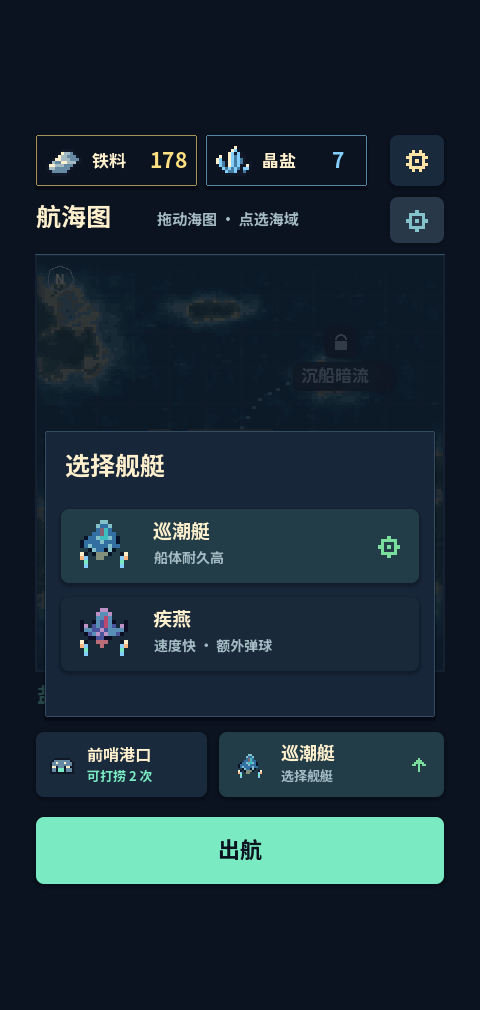 铁料 178 晶盐 7
航海图 拖动海图 · 点选海域
N
沉船暗流
选择舰艇
巡潮艇
船体耐久高
疾燕
速度快 · 额外弹球
前哨港口
可打捞 2 次
巡潮艇
选择舰艇
出航